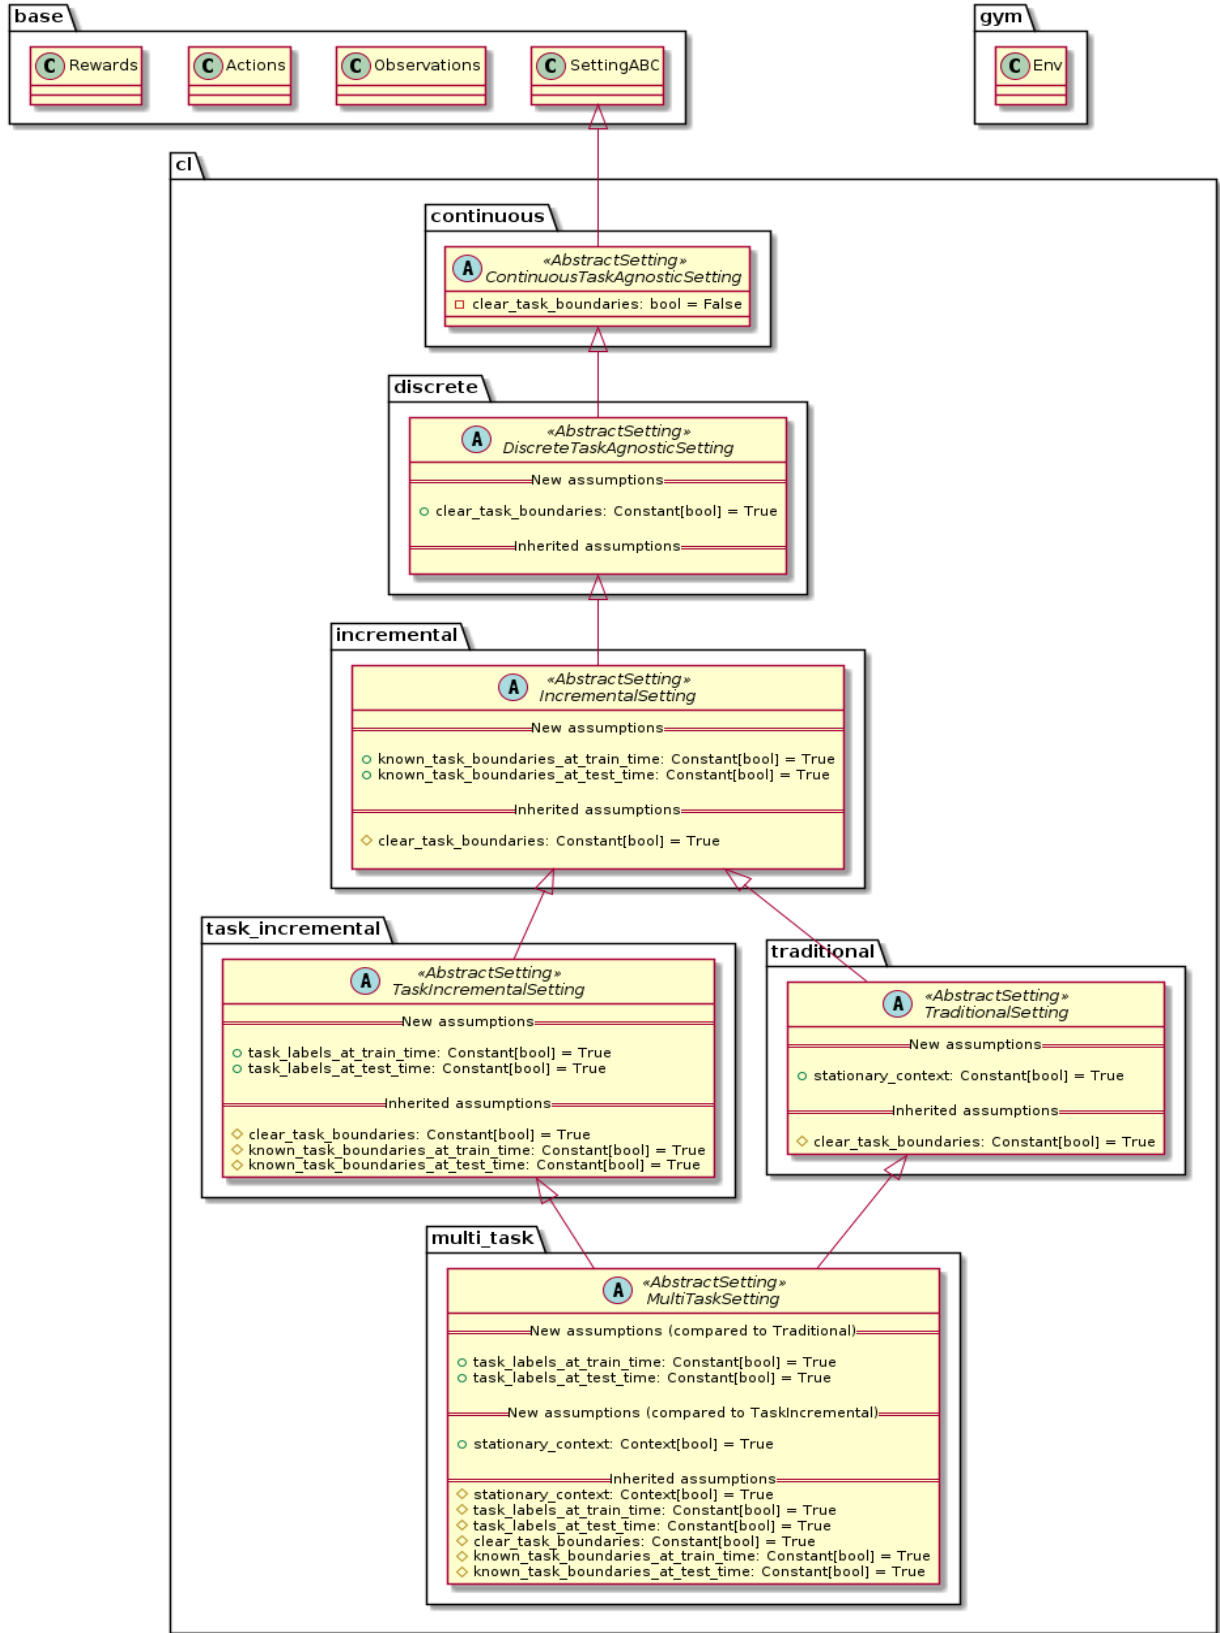 base
gym
C Rewards
C Actions
C Observations
C SettingABC
C Env
cl
continuous
A
«AbstractSetting»
ContinuousTaskAgnosticSetting
clear_task_boundaries: bool = False
discrete
A
«AbstractSetting»
DiscreteTaskAgnosticSetting
New assumptions
clear_task_boundaries: Constant[bool] = True
Inherited assumptions
incremental
A
«AbstractSetting»
IncrementalSetting
New assumptions
known_task_boundaries_at_train_time: Constant[bool] = True
known_task_boundaries_at_test_time: Constant[bool] = True
Inherited assumptions
clear_task_boundaries: Constant[bool] = True
task_incremental
A
«AbstractSetting»
TaskIncrementalSetting
New assumptions
task_labels_at_train_time: Constant[bool] = True
task_labels_at_test_time: Constant[bool] = True
Inherited assumptions
clear_task_boundaries: Constant[bool] = True
known_task_boundaries_at_train_time: Constant[bool] = True
known_task_boundaries_at_test_time: Constant[bool] = True
traditional
A
«AbstractSetting»
TraditionalSetting
New assumptions
stationary_context: Constant[bool] = True
Inherited assumptions
clear_task_boundaries: Constant[bool] = True
multi_task
A
«AbstractSetting»
MultiTaskSetting
New assumptions (compared to Traditional)
task_labels_at_train_time: Constant[bool] = True
task_labels_at_test_time: Constant[bool] = True
New assumptions (compared to TaskIncremental)
stationary_context: Context[bool] = True
Inherited assumptions
stationary_context: Context[bool] = True
task_labels_at_train_time: Constant[bool] = True
task_labels_at_test_time: Constant[bool] = True
clear_task_boundaries: Constant[bool] = True
known_task_boundaries_at_train_time: Constant[bool] = True
known_task_boundaries_at_test_time: Constant[bool] = True